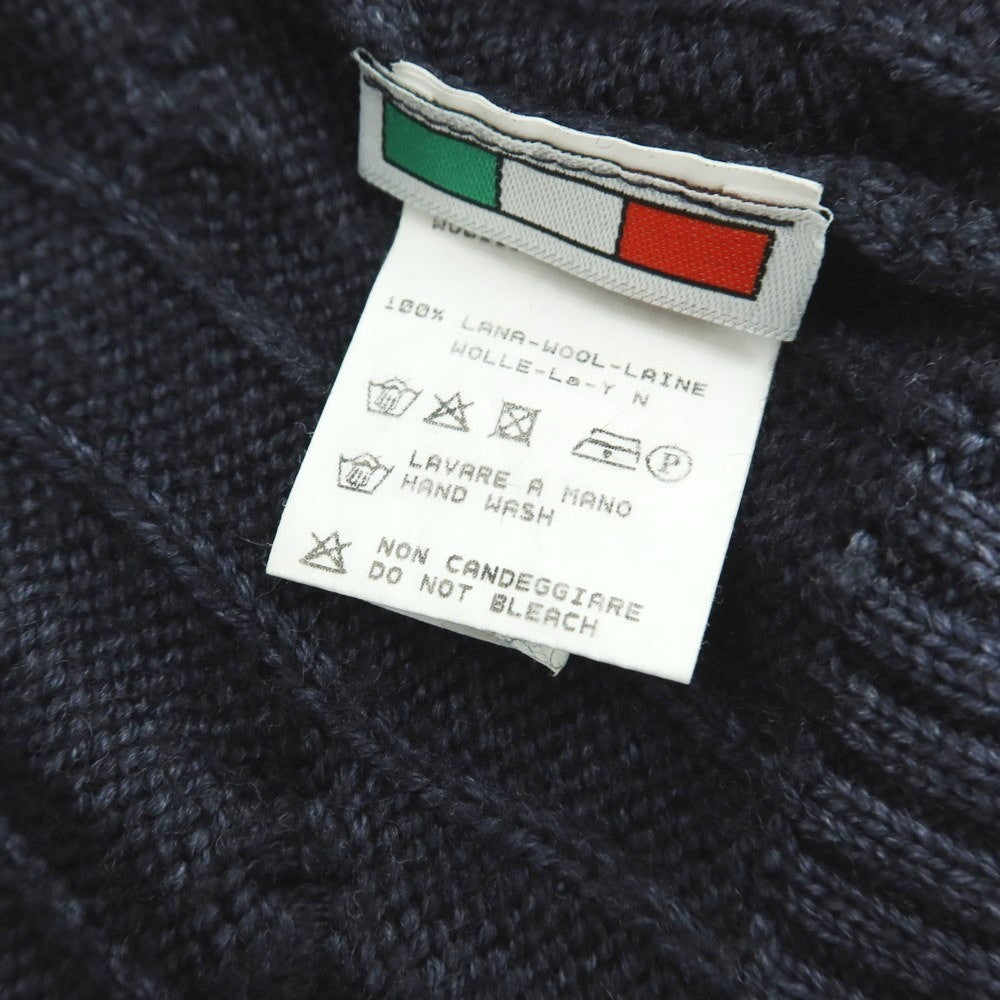 100% LANA-WOOL-LAINE
WOLLE-La-Y N
P
LAVARE A MANO
HAND WASH
NON CANDEGGIARE
DO NOT BLEACH